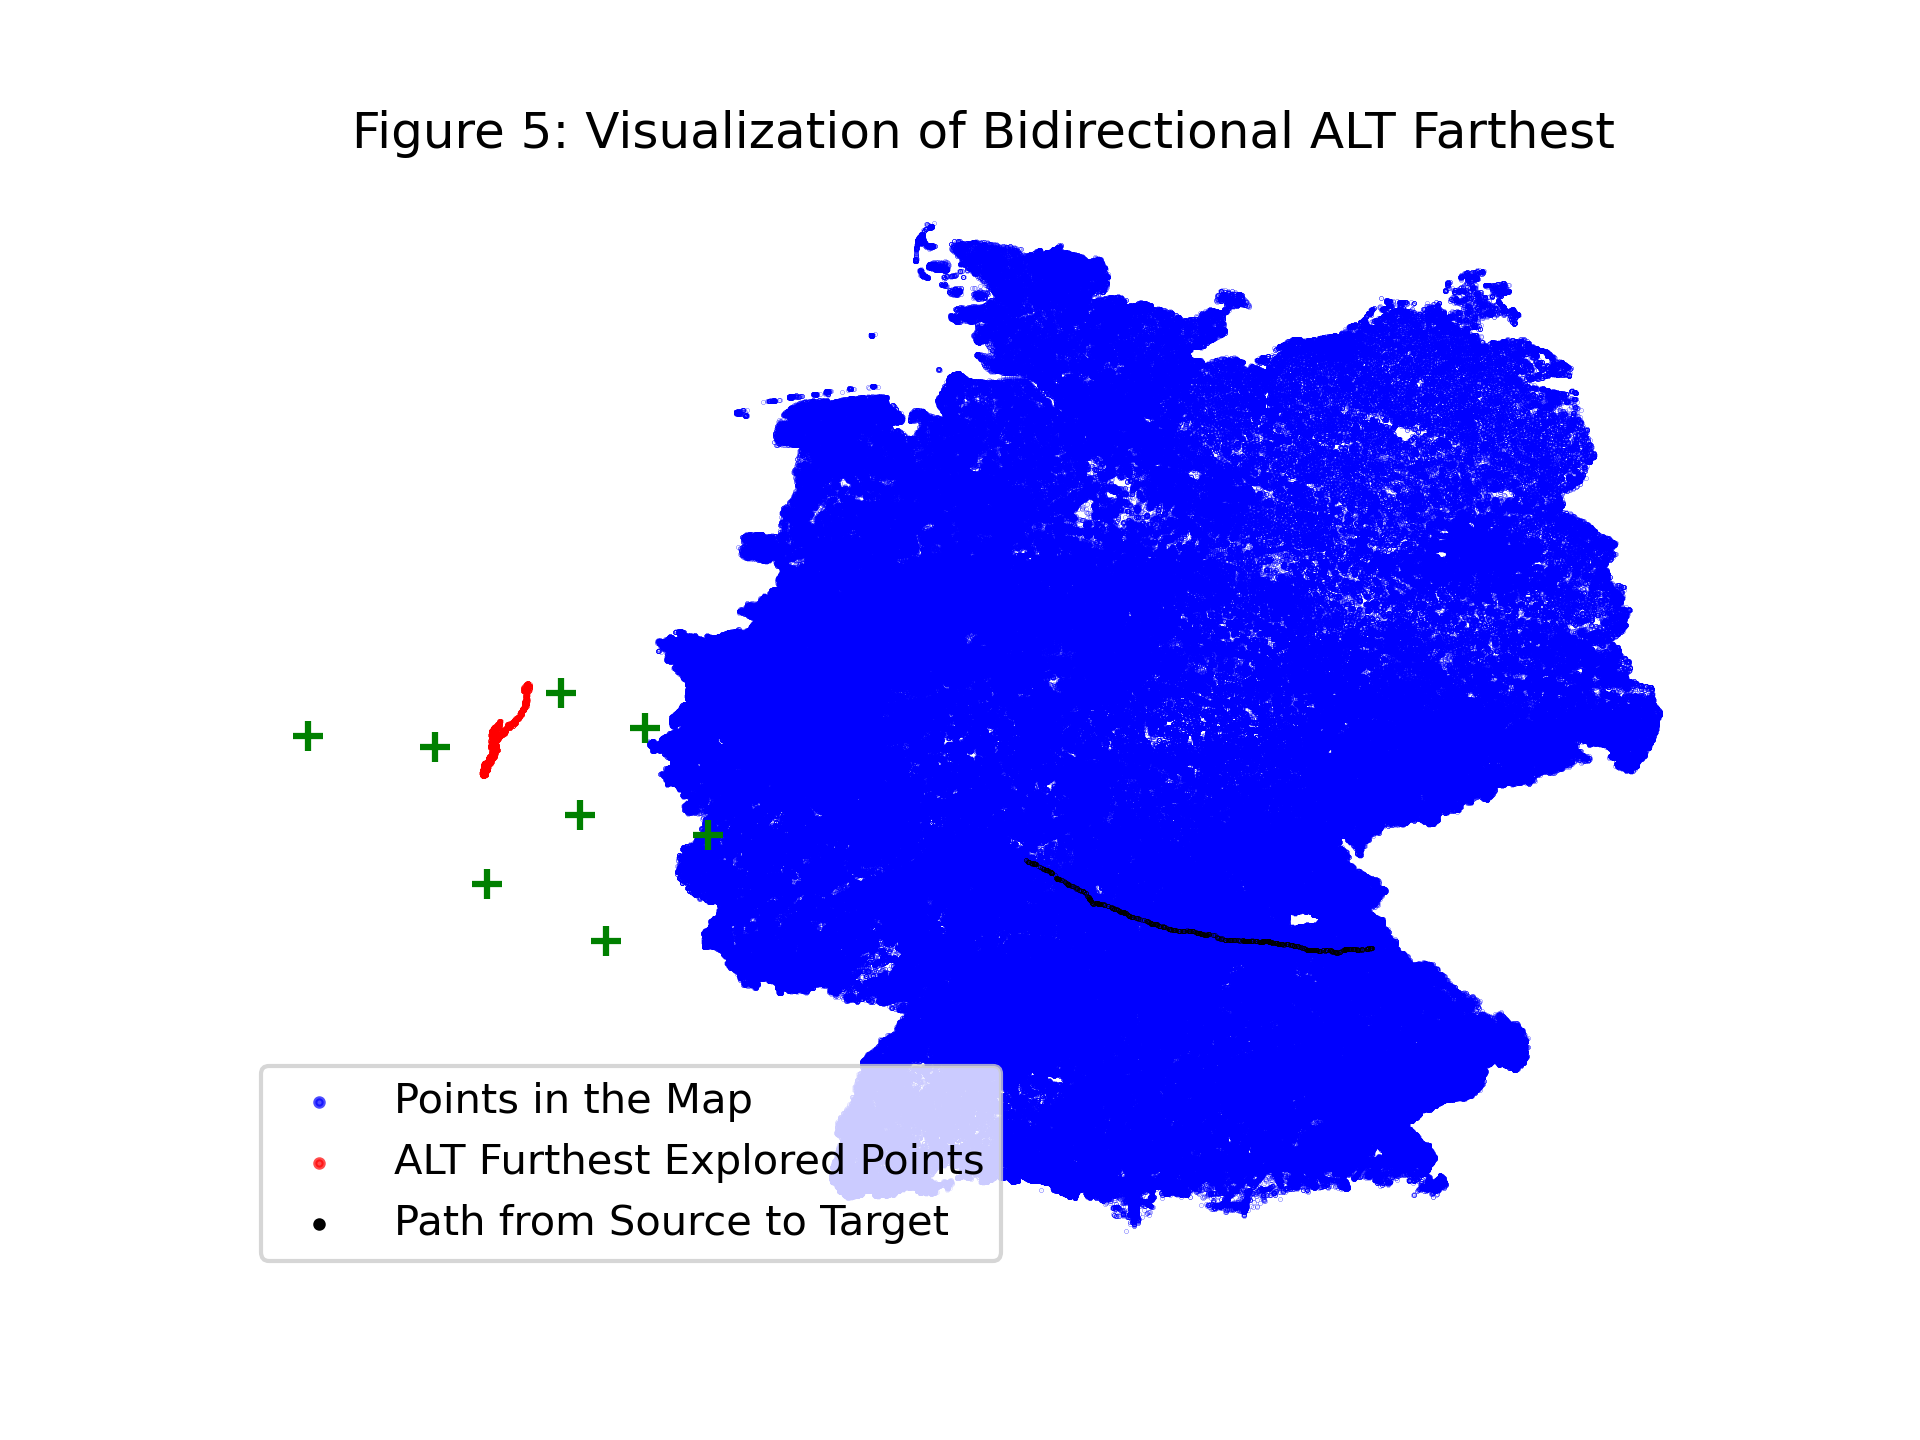 Figure 5: Visualization of Bidirectional ALT Farthest
Points in the Map
ALT Furthest Explored Points
Path from Source to Target